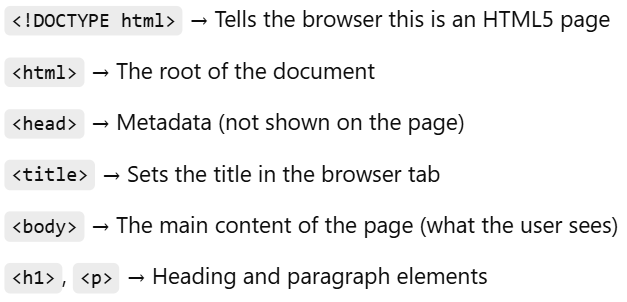 <!DOCTYPE html> → Tells the browser this is an HTML5 page
<html> → The root of the document
<head> → Metadata (not shown on the page)
<title> → Sets the title in the browser tab
<body> → The main content of the page (what the user sees)
<h1>, <p> → Heading and paragraph elements